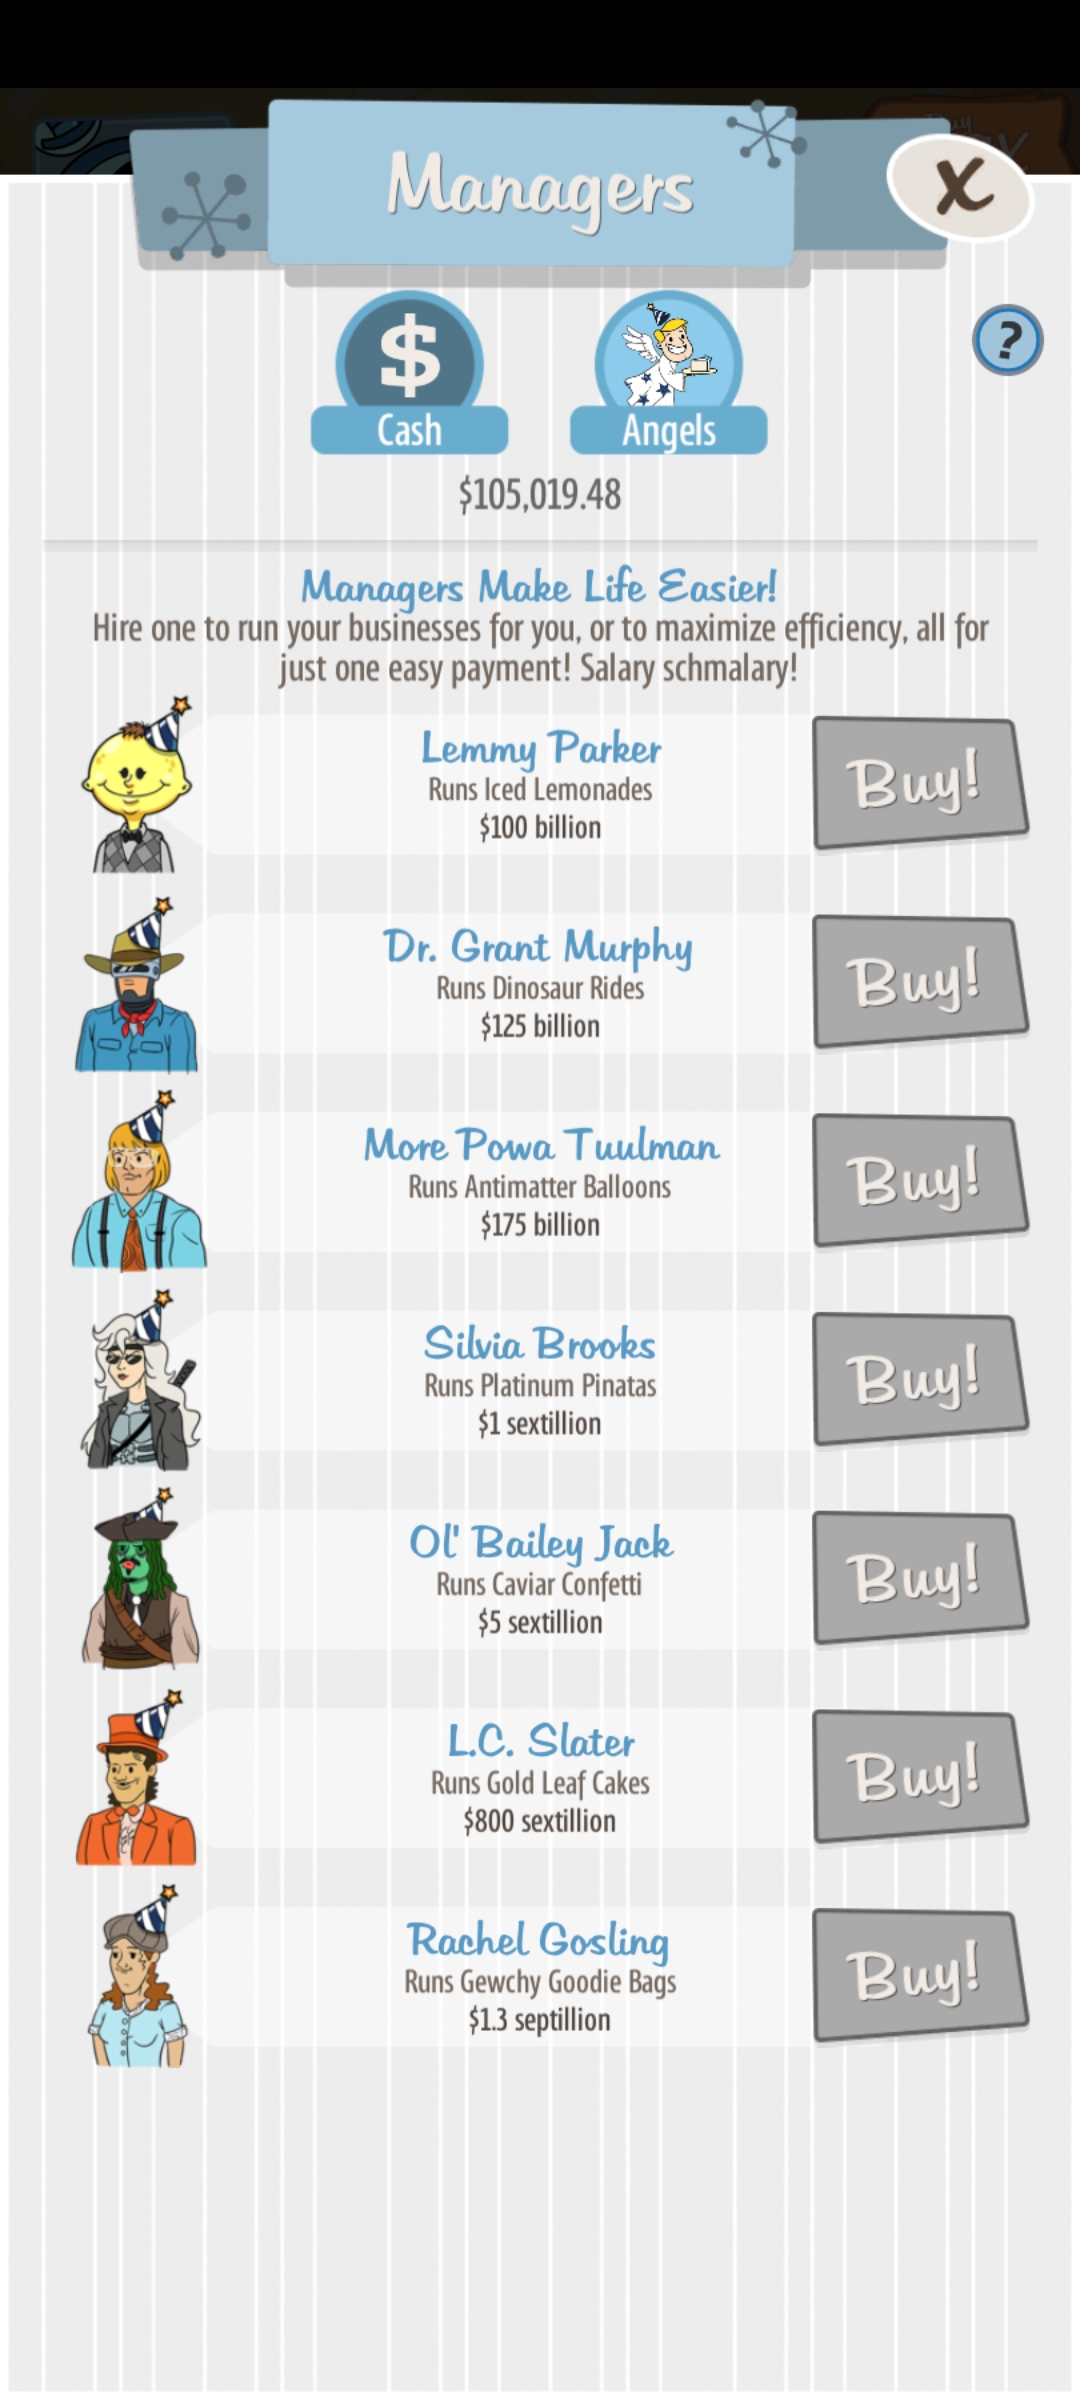 Buy
Managers
X
?
$
Cash
Angels
$105,019.48
Managers Make Life Easier!
Hire one to run your businesses for you, or to maximize efficiency, all for
just one easy payment! Salary schmalary!
Lemmy Parker
Runs Iced Lemonades
$100 billion
Buy!
Dr. Grant Murphy
Runs Dinosaur Rides
$125 billion
Buy!
More Powa Tuulman
Runs Antimatter Balloons
$175 billion
Buy!
Silvia Brooks
Runs Platinum Pinatas
$1 sextillion
Buy!
Ol' Bailey Jack
Runs Caviar Confetti
$5 sextillion
Buy!
L.C. Slater
Runs Gold Leaf Cakes
$800 sextillion
Buy!
Rachel Gosling
Runs Gewchy Goodie Bags
$1.3 septillion
Buy!